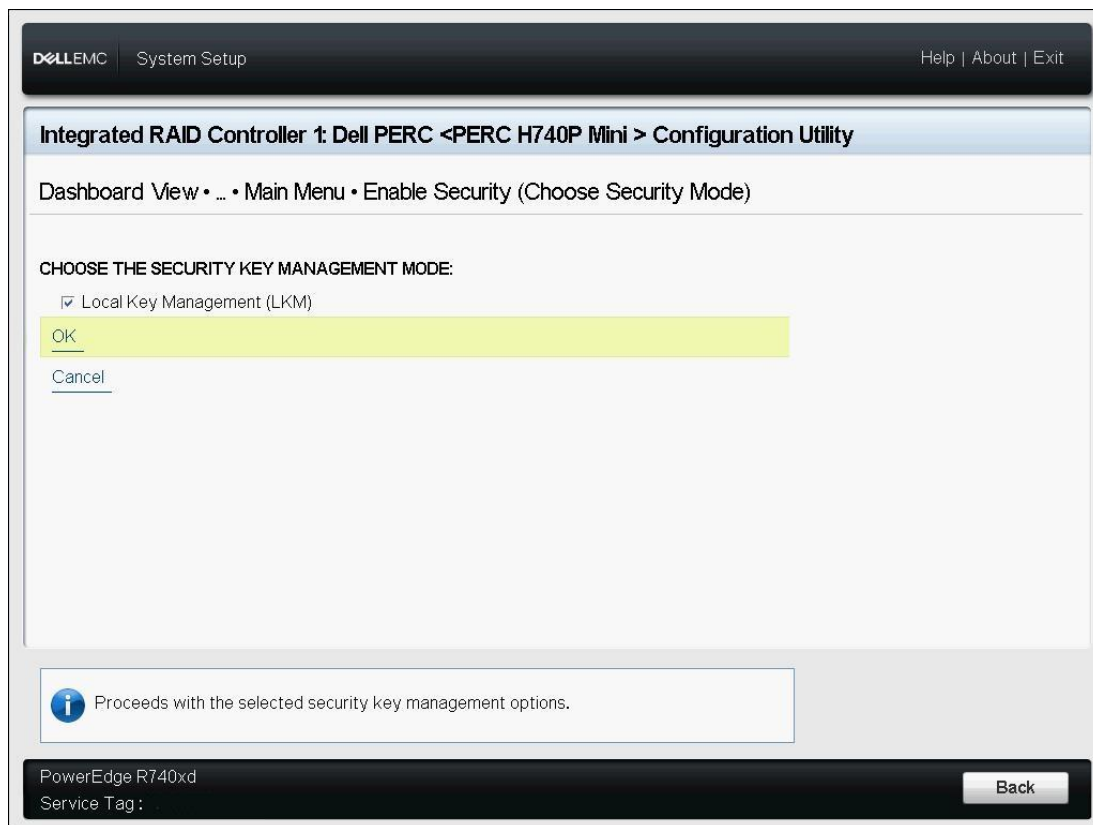 DELLEMC System Setup Help | About | Exit
Integrated RAID Controller 1: Dell PERC <PERC H740P Mini > Configuration Utility
Dashboard View • ... • Main Menu • Enable Security (Choose Security Mode)
CHOOSE THE SECURITY KEY MANAGEMENT MODE:
Local Key Management (LKM)
OK
Cancel
Proceeds with the selected security key management options.
PowerEdge R740xd
Service Tag :
Back